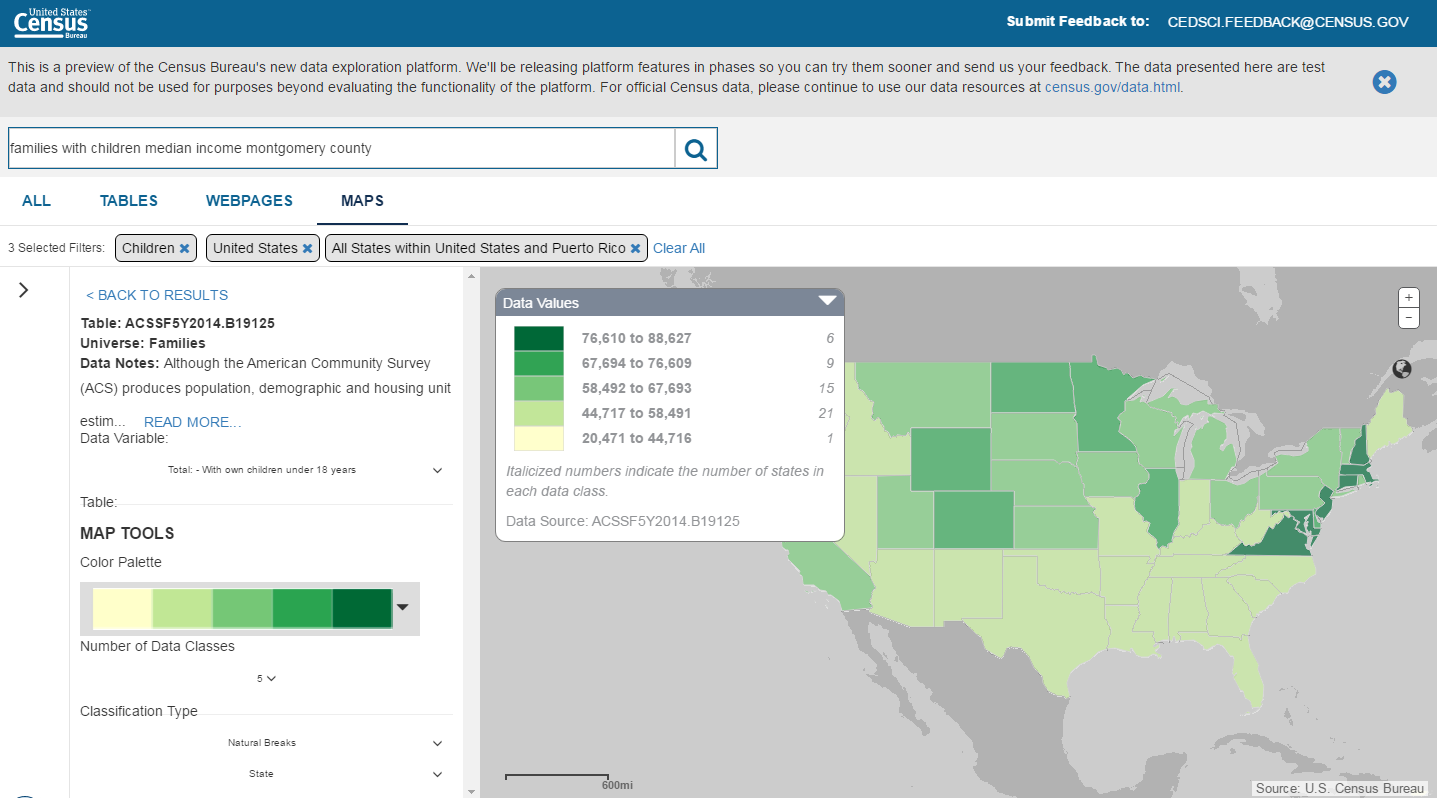 United States™
Census
Bureau
Submit Feedback to: CEDSCI.FEEDBACK@CENSUS.GOV
This is a preview of the Census Bureau's new data exploration platform. We'll be releasing platform features in phases so you can try them sooner and send us your feedback. The data presented here are test
data and should not be used for purposes beyond evaluating the functionality of the platform. For official Census data, please continue to use our data resources at census.gov/data.html.
families with children median income montgomery county
ALL TABLES WEBPAGES MAPS
3 Selected Filters: Children United States All States within United States and Puerto Rico Clear All
< BACK TO RESULTS
Table: ACSSF5Y2014.B19125
Universe: Families
Data Notes: Although the American Community Survey
(ACS) produces population, demographic and housing unit
estim... READ MORE...
Data Variable:
Total: - With own children under 18 years
Table:
MAP TOOLS
Color Palette
Number of Data Classes
5
Classification Type
Natural Breaks
State
Data Values
76,610 to 88,627 6
67,694 to 76,609 9
58,492 to 67,693 15
44,717 to 58,491 21
20,471 to 44,716 1
Italicized numbers indicate the number of states in
each data class.
Data Source: ACSSF5Y2014.B19125
+
−
600mi
Source: U.S. Census Bureau